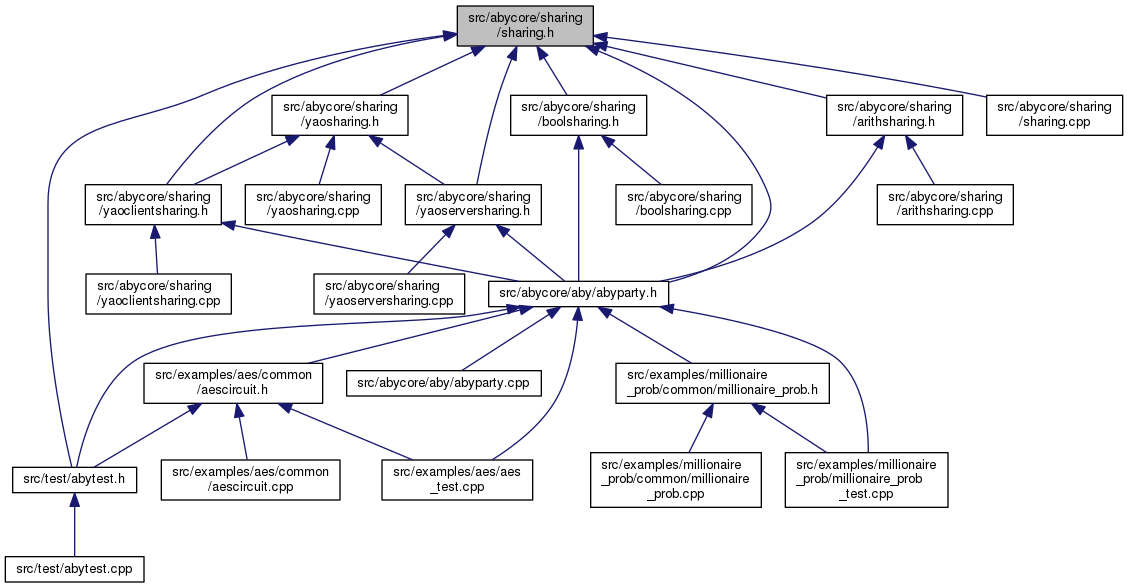 src/abycore/sharing
/sharing.h
src/abycore/sharing
/yaosharing.h
src/abycore/sharing
/boolsharing.h
src/abycore/sharing
/arithsharing.h
src/abycore/sharing
/sharing.cpp
src/abycore/sharing
/yaoclientsharing.h
src/abycore/sharing
/yaosharing.cpp
src/abycore/sharing
/yaoserversharing.h
src/abycore/sharing
/boolsharing.cpp
src/abycore/sharing
/arithsharing.cpp
src/abycore/sharing
/yaoclientsharing.cpp
src/abycore/sharing
/yaoserversharing.cpp
src/abycore/aby/abyparty.h
src/examples/aes/common
/aescircuit.h
src/abycore/aby/abyparty.cpp
src/examples/millionaire
_prob/common/millionaire_prob.h
src/test/abytest.h
src/examples/aes/common
/aescircuit.cpp
src/examples/aes/aes
_test.cpp
src/examples/millionaire
_prob/common/millionaire
_prob.cpp
src/examples/millionaire
_prob/millionaire_prob
_test.cpp
src/test/abytest.cpp